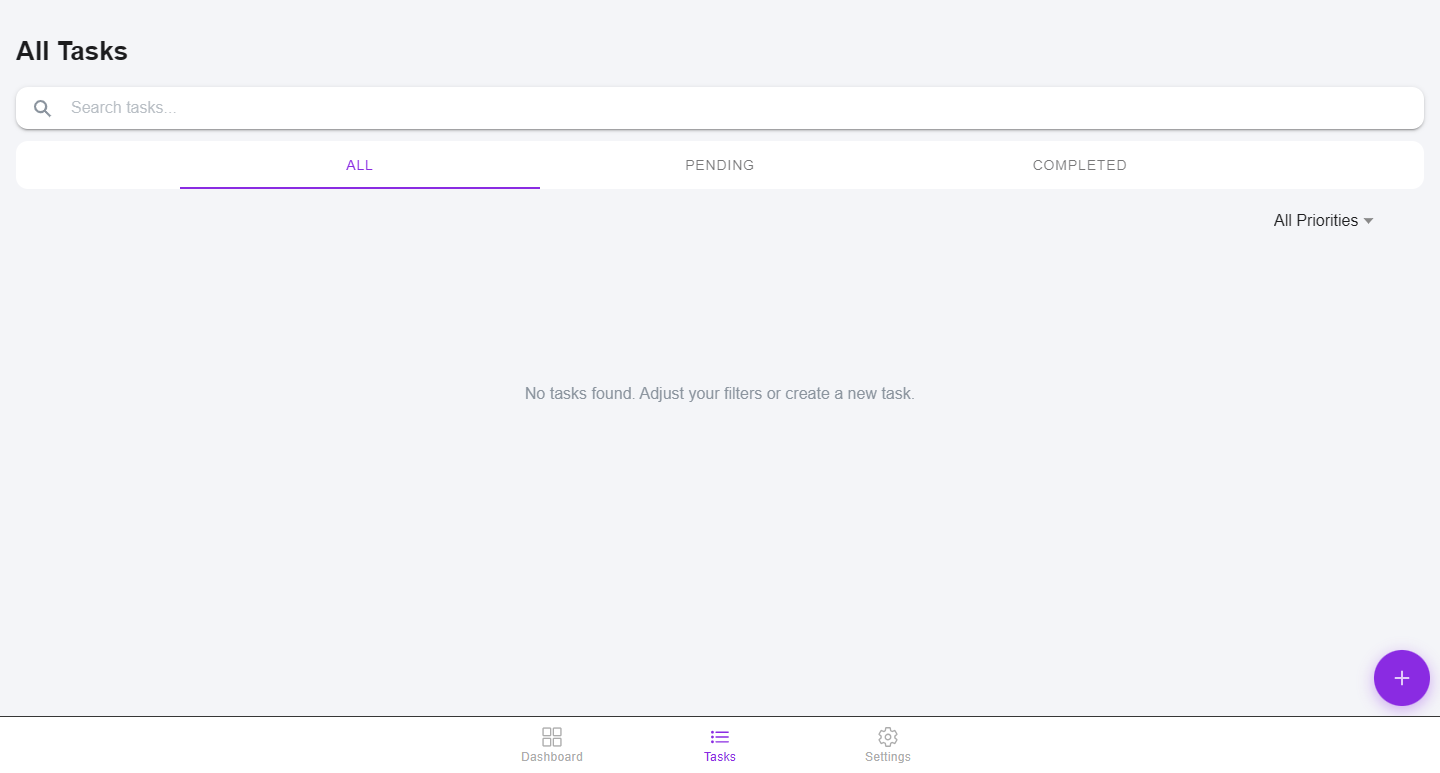 All Tasks
Search tasks...
ALL
PENDING
COMPLETED
All Priorities
No tasks found. Adjust your filters or create a new task.
Dashboard
Tasks
Settings